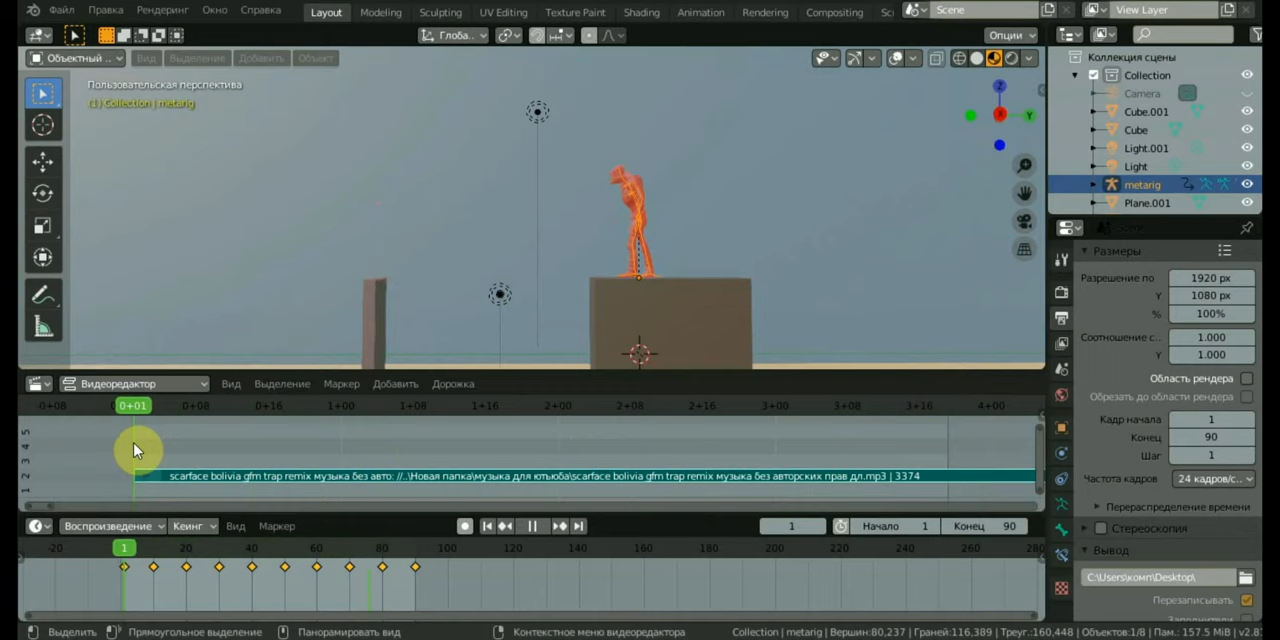 Файл Правка Рендеринг Окно Справка Layout Modeling Sculpting UV Editing Texture Paint Shading Animation Rendering Compositing Sc Scene View Layer
Глоба.. Опции
Объектный .. Вид Выделение Добавить Объект
Пользовательская перспектива
(1) Collection | metarig
Z
X
Y
Коллекция сцены
Collection
Camera
Cube.001
Cube
Light.001
Light
metarig
Plane.001
Scene
Размеры
Разрешение по 1920 px
Y 1080 px
% 100%
Соотношение с.. 1.000
Y 1.000
Область рендера
Обрезать до области рендера
Кадр начала 1
Конец 90
Шаг 1
Частота кадров 24 кадров/с..
Перераспределение времени
Стереоскопия
Вывод
C:\Users\комп\Desktop\
Перезаписывать
Видеоредактор Вид Выделение Маркер Добавить Дорожка
-0+08 0+01 0+08 0+16 1+00 1+08 1+16 2+00 2+08 2+16 3+00 3+08 3+16 4+00
5
4
3
2
1
scarface bolivia gfm trap remix музыка без авто: //..\Новая папка\музыка для ютьюба\scarface bolivia gfm trap remix музыка без авторских прав дл.mp3 | 3374
Воспроизведение Кеинг Вид Маркер 1 Начало 1 Конец 90
-20 1 20 40 60 80 100 120 140 160 180 200 220 240 260 280
Выделить Прямоугольное выделение Панорамировать вид Контекстное меню видеоредактора Collection | metarig | Вершин:80,237 | Граней:116,389 | Треуг.:160,448 | Объектов:1/8 | Пам.: 157.5 MiB | 2.8